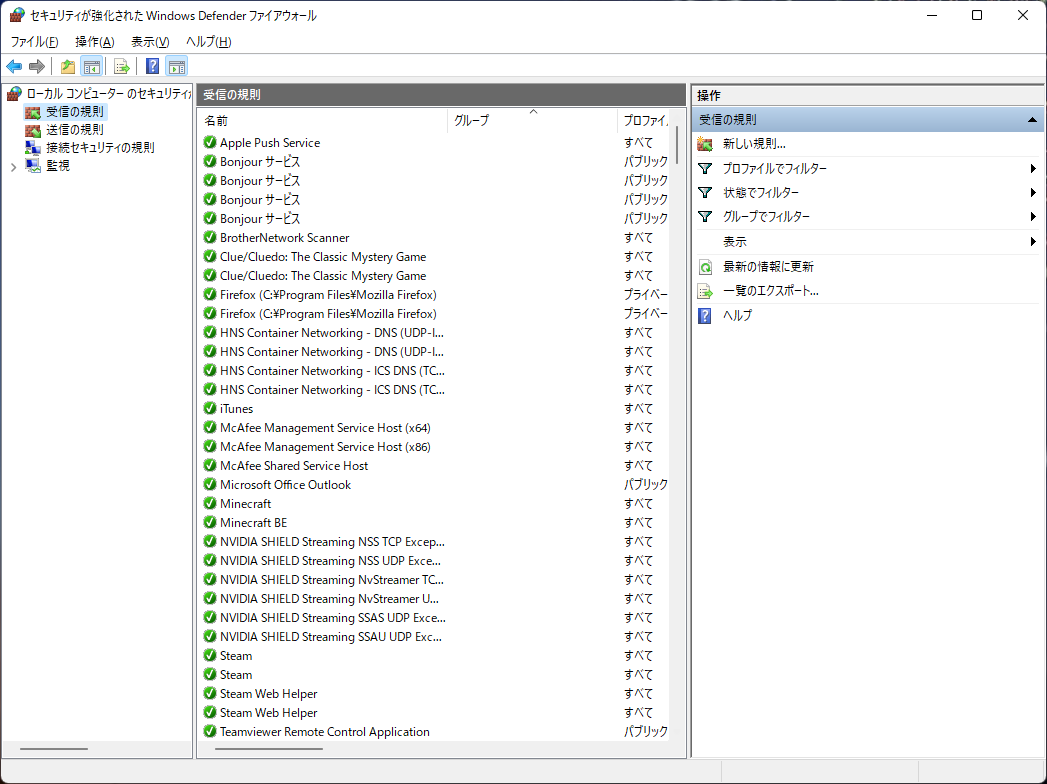 セキュリティが強化された Windows Defender ファイアウォール
ファイル(F) 操作(A) 表示(V) ヘルプ(H)
ローカル コンピューター のセキュリティ
受信の規則
送信の規則
接続セキュリティの規則
監視
受信の規則
名前 グループ プロファイ
Apple Push Service すべて
Bonjour サービス パブリック
Bonjour サービス パブリック
Bonjour サービス パブリック
Bonjour サービス パブリック
BrotherNetwork Scanner すべて
Clue/Cluedo: The Classic Mystery Game すべて
Clue/Cluedo: The Classic Mystery Game すべて
Firefox (C:¥Program Files¥Mozilla Firefox) プライベー
Firefox (C:¥Program Files¥Mozilla Firefox) プライベー
HNS Container Networking - DNS (UDP-I... すべて
HNS Container Networking - DNS (UDP-I... すべて
HNS Container Networking - ICS DNS (TC... すべて
HNS Container Networking - ICS DNS (TC... すべて
iTunes すべて
McAfee Management Service Host (x64) すべて
McAfee Management Service Host (x86) すべて
McAfee Shared Service Host すべて
Microsoft Office Outlook パブリック
Minecraft すべて
Minecraft BE すべて
NVIDIA SHIELD Streaming NSS TCP Excep... すべて
NVIDIA SHIELD Streaming NSS UDP Exce... すべて
NVIDIA SHIELD Streaming NvStreamer TC... すべて
NVIDIA SHIELD Streaming NvStreamer U... すべて
NVIDIA SHIELD Streaming SSAS UDP Exce... すべて
NVIDIA SHIELD Streaming SSAU UDP Exc... すべて
Steam すべて
Steam すべて
Steam Web Helper すべて
Steam Web Helper すべて
Teamviewer Remote Control Application パブリック
操作
受信の規則
新しい規則...
プロファイルでフィルター
状態でフィルター
グループでフィルター
表示
最新の情報に更新
一覧のエクスポート...
ヘルプ